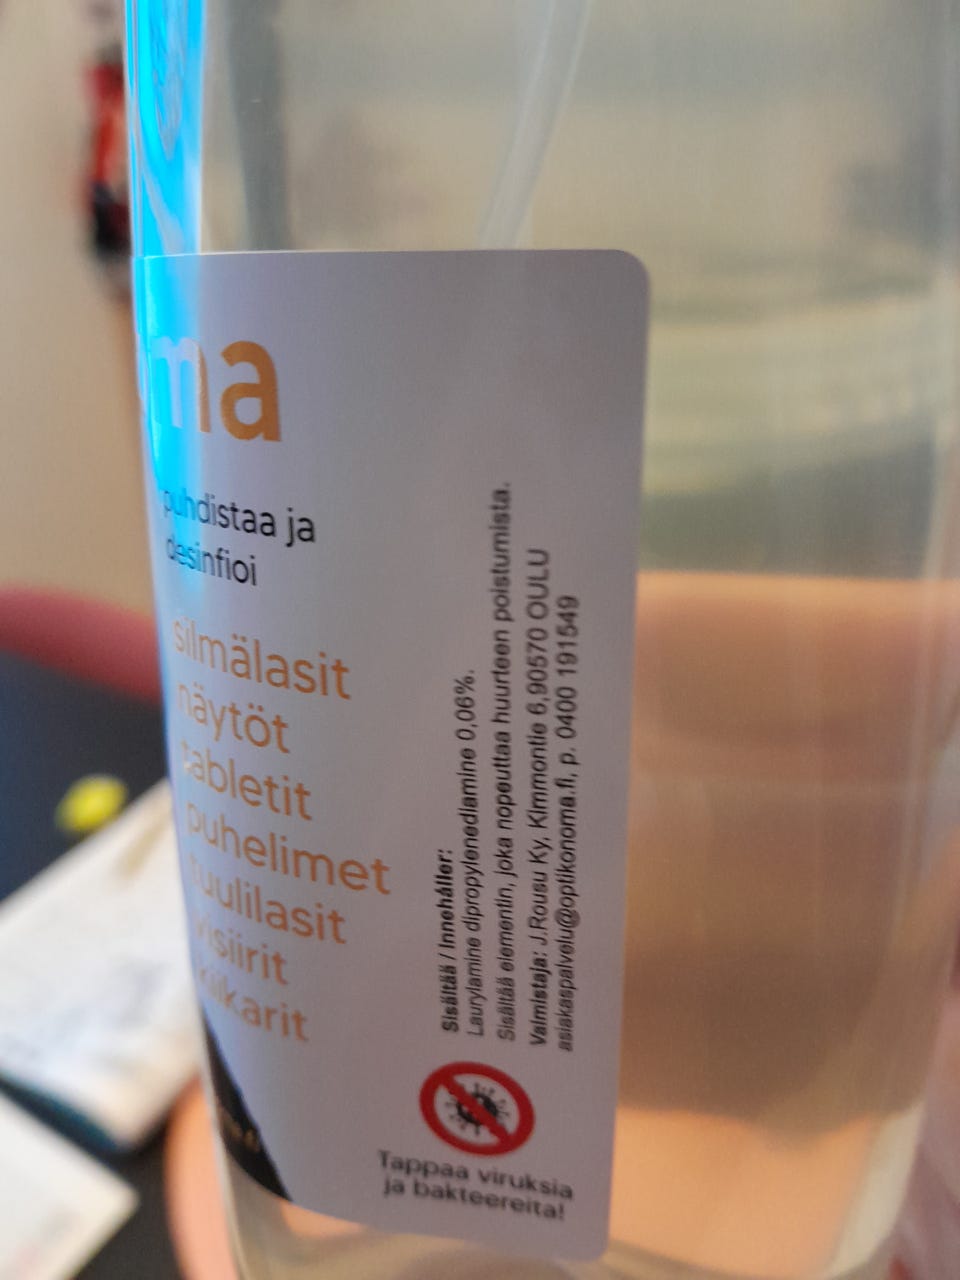 ma
puhdistaa ja
desinfioi
silmälasit
näytöt
tabletit
puhelimet
tuulilasit
visiirit
kiikarit
Sisältää / Innehåller:
Laurylamine dipropylenediamine 0,06%.
Sisältää elementin, joka nopeuttaa huurteen poistumista.
Valmistaja: J.Rousu Ky, Kimmontie 6,90570 OULU
asiakaspalvelu@optiikonoma.fi, p. 0400 191549
Tappaa viruksia
ja bakteereita!